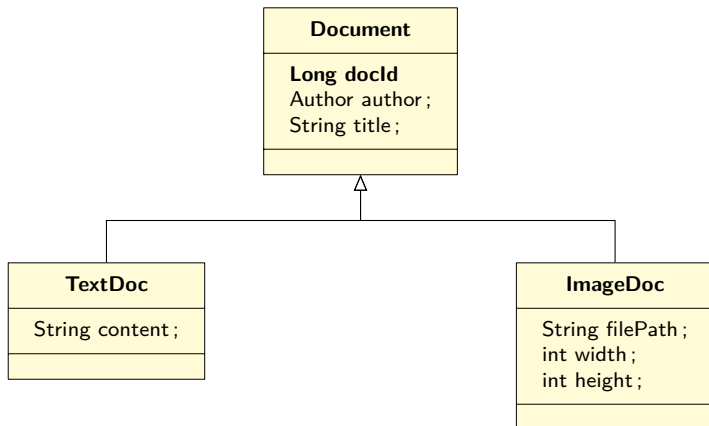 Document
Long docId
Author author ;
String title ;
TextDoc
String content ;
ImageDoc
String filePath ;
int width ;
int height ;